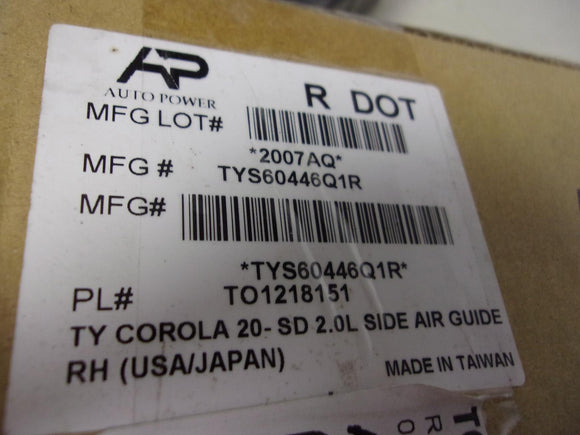 AP
AUTO POWER
R DOT
MFG LOT#
*2007AQ*
MFG # TYS60446Q1R
MFG#
*TYS60446Q1R*
PL# TO1218151
TY COROLA 20- SD 2.0L SIDE AIR GUIDE
RH (USA/JAPAN) MADE IN TAIWAN